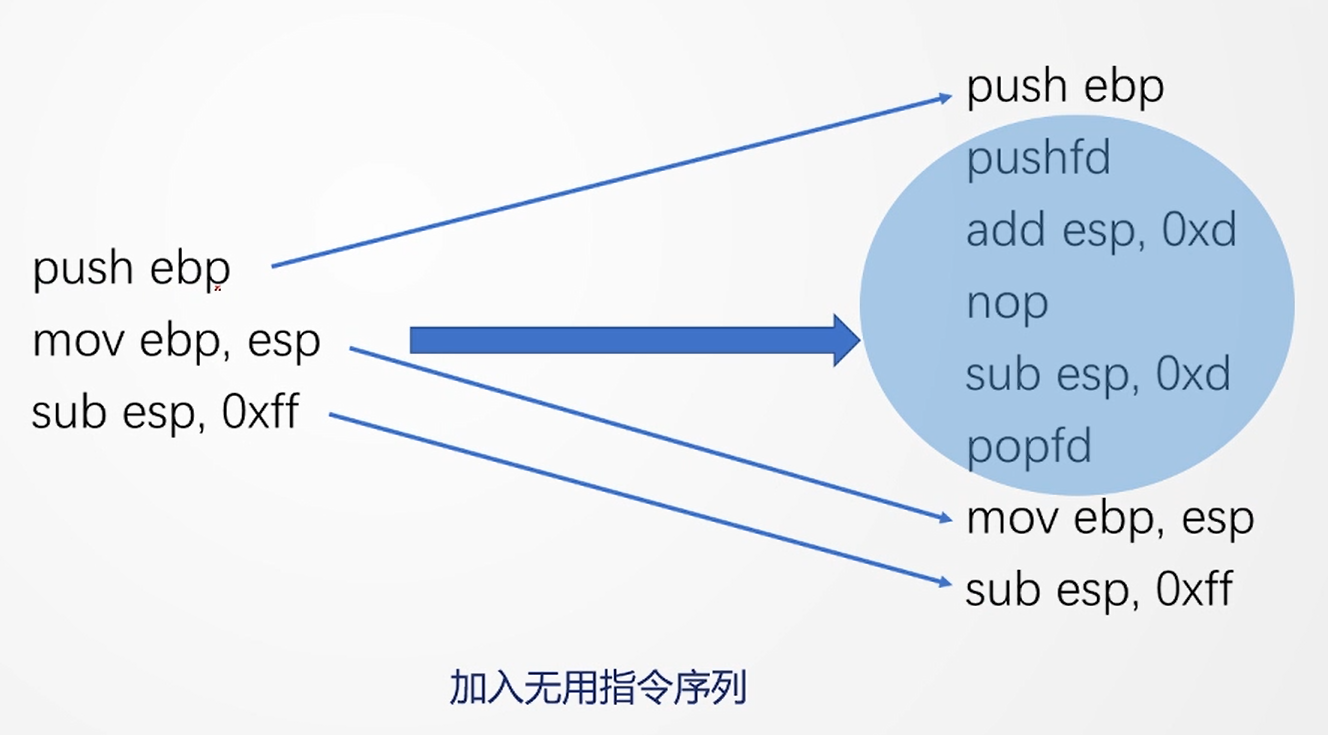 push ebp
mov ebp, esp
sub esp, 0xff
push ebp
pushfd
add esp, 0xd
nop
sub esp, 0xd
popfd
mov ebp, esp
sub esp, 0xff
加入无用指令序列